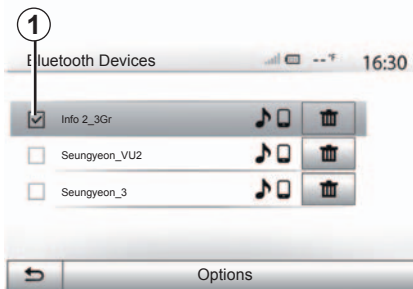 1
Bluetooth Devices -- °F 16:30
Info 2_3Gr
Seungyeon_VU2
Seungyeon_3
Options